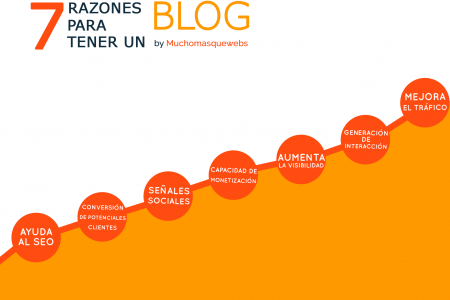 7 RAZONES
PARA
TENER UN
BLOG
by Muchomasquewebs
AYUDA
AL SEO
CONVERSIÓN
DE POTENCIALES
CLIENTES
SEÑALES
SOCIALES
CAPACIDAD DE
MONETIZACIÓN
AUMENTA
LA VISIBILIDAD
GENERACIÓN
DE
INTERACCIÓN
MEJORA
EL TRÁFICO